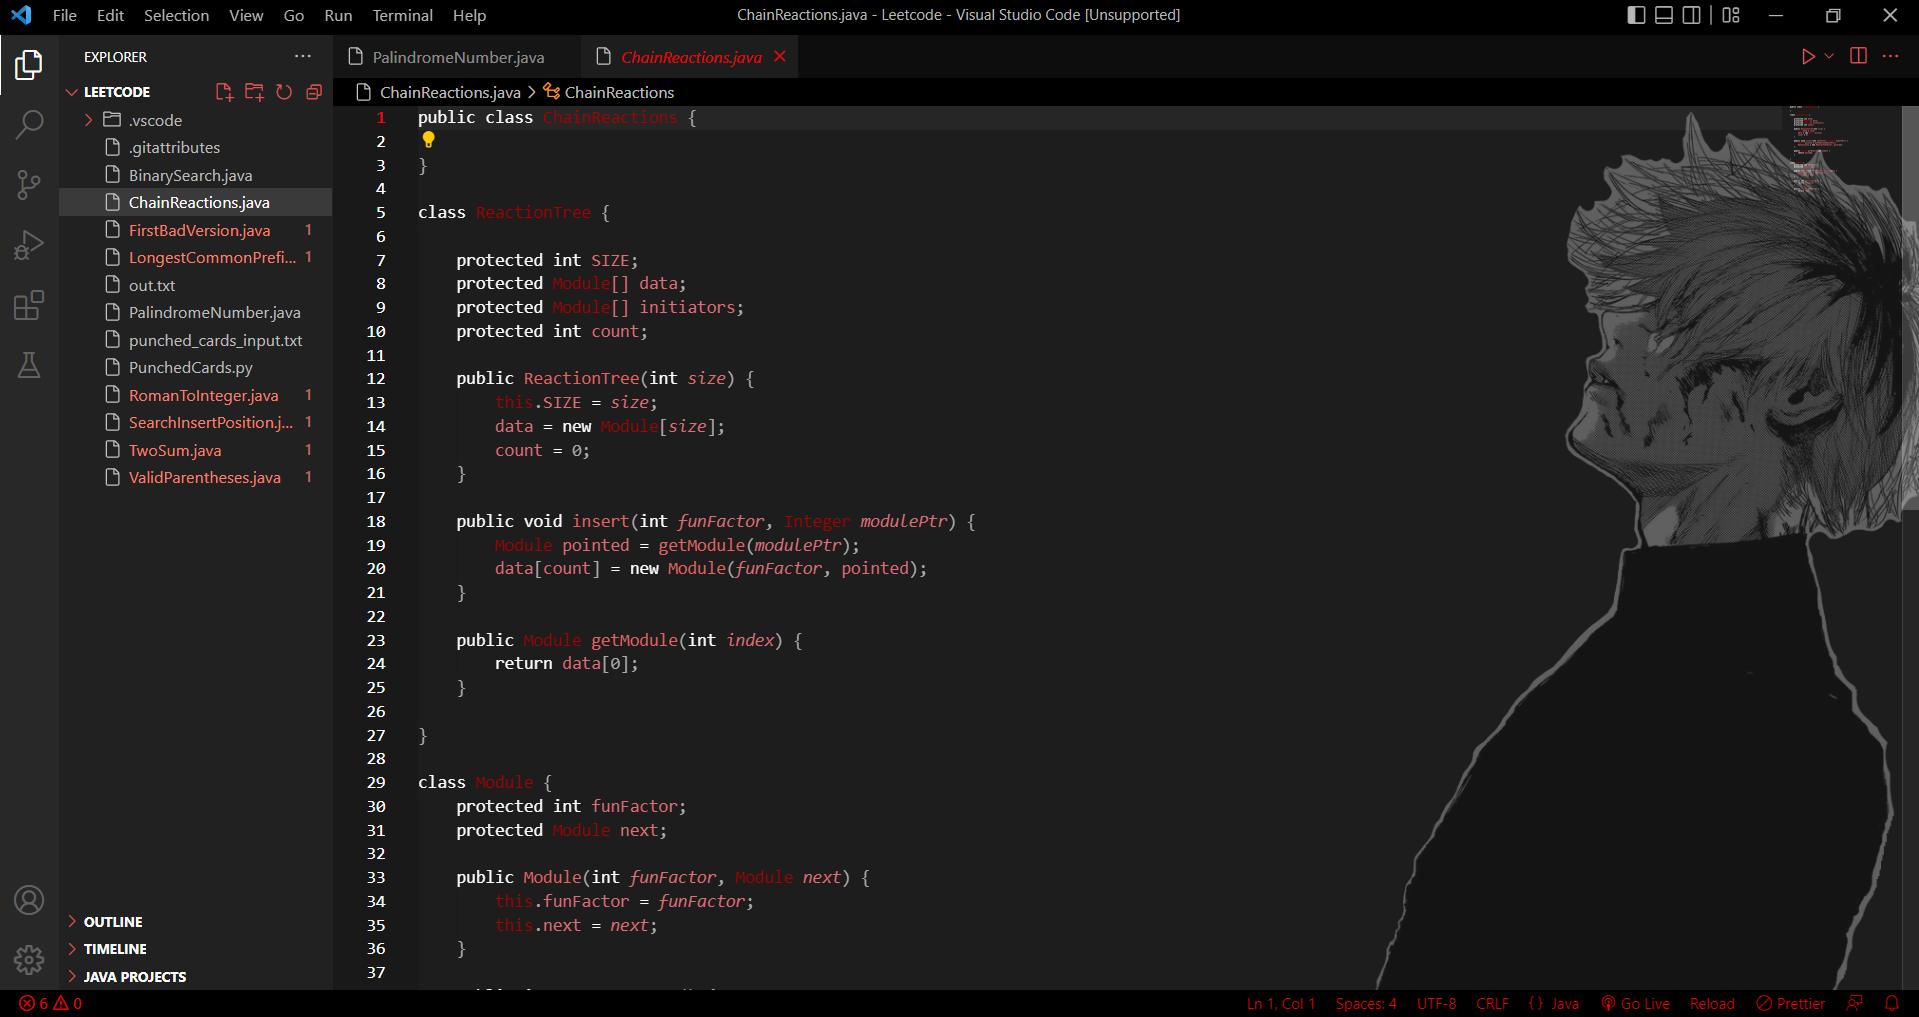 File Edit Selection View Go Run Terminal Help
ChainReactions.java - Leetcode - Visual Studio Code [Unsupported]
EXPLORER
LEETCODE
.vscode
.gitattributes
BinarySearch.java
ChainReactions.java
FirstBadVersion.java 1
LongestCommonPrefi... 1
out.txt
PalindromeNumber.java
punched_cards_input.txt
PunchedCards.py
RomanToInteger.java 1
SearchInsertPosition.j... 1
TwoSum.java 1
ValidParentheses.java 1
OUTLINE
TIMELINE
JAVA PROJECTS
PalindromeNumber.java ChainReactions.java
ChainReactions.java > ChainReactions
1 public class ChainReactions {
2
3 }
4
5 class ReactionTree {
6
7 protected int SIZE;
8 protected Module[] data;
9 protected Module[] initiators;
10 protected int count;
11
12 public ReactionTree(int size) {
13 this.SIZE = size;
14 data = new Module[size];
15 count = 0;
16 }
17
18 public void insert(int funFactor, Integer modulePtr) {
19 Module pointed = getModule(modulePtr);
20 data[count] = new Module(funFactor, pointed);
21 }
22
23 public Module getModule(int index) {
24 return data[0];
25 }
26
27 }
28
29 class Module {
30 protected int funFactor;
31 protected Module next;
32
33 public Module(int funFactor, Module next) {
34 this.funFactor = funFactor;
35 this.next = next;
36 }
37
6 0
Ln 1, Col 1 Spaces: 4 UTF-8 CRLF {} Java Go Live Reload Prettier